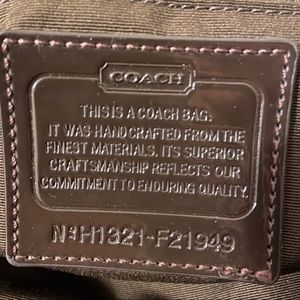 COACH
THIS IS A COACH BAG.
IT WAS HANDCRAFTED FROM THE
FINEST MATERIALS. ITS SUPERIOR
CRAFTSMANSHIP REFLECTS OUR
COMMITMENT TO ENDURING QUALITY.
Nº H1321-F21949